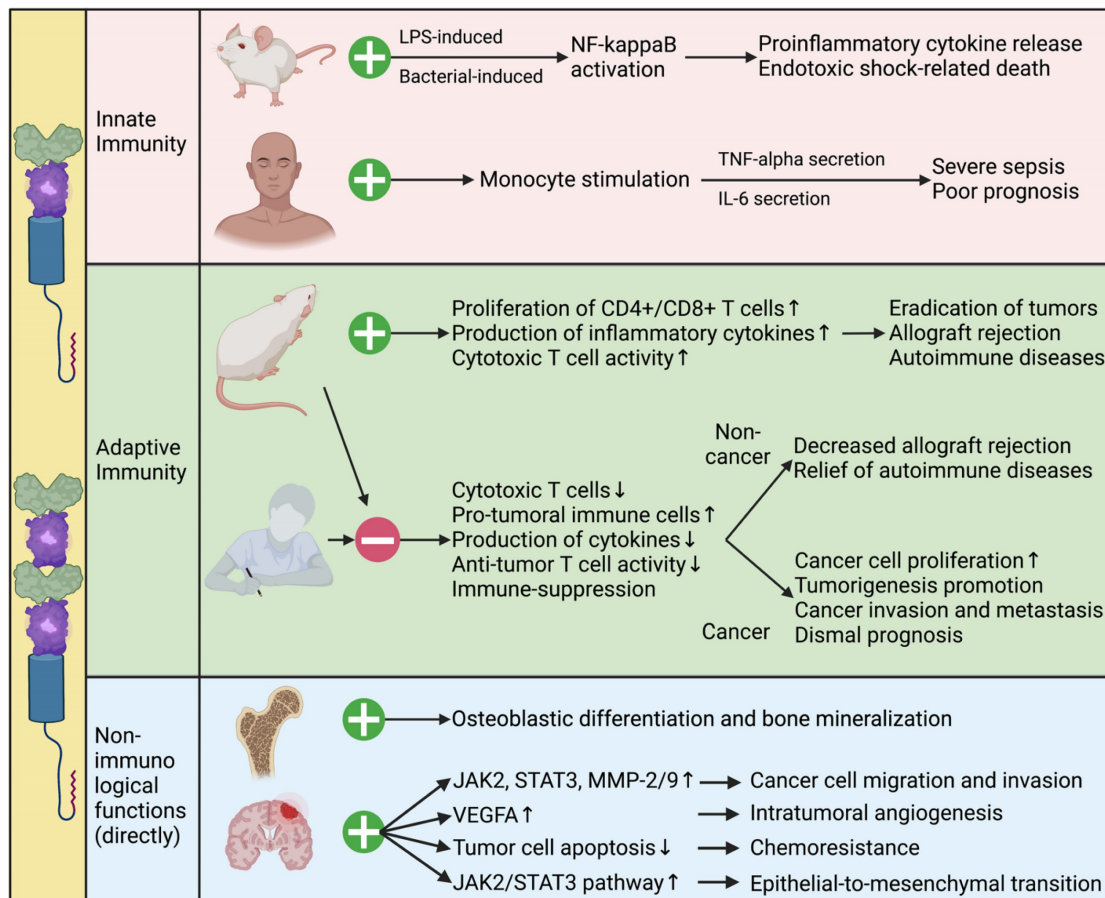 Innate
Immunity
LPS-induced
Bacterial-induced
NF-kappaB
activation
Proinflammatory cytokine release
Endotoxic shock-related death
Monocyte stimulation
TNF-alpha secretion
IL-6 secretion
Severe sepsis
Poor prognosis
Adaptive
Immunity
Proliferation of CD4+/CD8+ T cells↑
Production of inflammatory cytokines↑
Cytotoxic T cell activity↑
Eradication of tumors
Allograft rejection
Autoimmune diseases
Cytotoxic T cells↓
Pro-tumoral immune cells↑
Production of cytokines↓
Anti-tumor T cell activity↓
Immune-suppression
Non-
cancer
Decreased allograft rejection
Relief of autoimmune diseases
Cancer
Cancer cell proliferation↑
Tumorigenesis promotion
Cancer invasion and metastasis
Dismal prognosis
Non-
immuno
logical
functions
(directly)
Osteoblastic differentiation and bone mineralization
JAK2, STAT3, MMP-2/9↑
Cancer cell migration and invasion
VEGFA↑
Intratumoral angiogenesis
Tumor cell apoptosis↓
Chemoresistance
JAK2/STAT3 pathway↑
Epithelial-to-mesenchymal transition